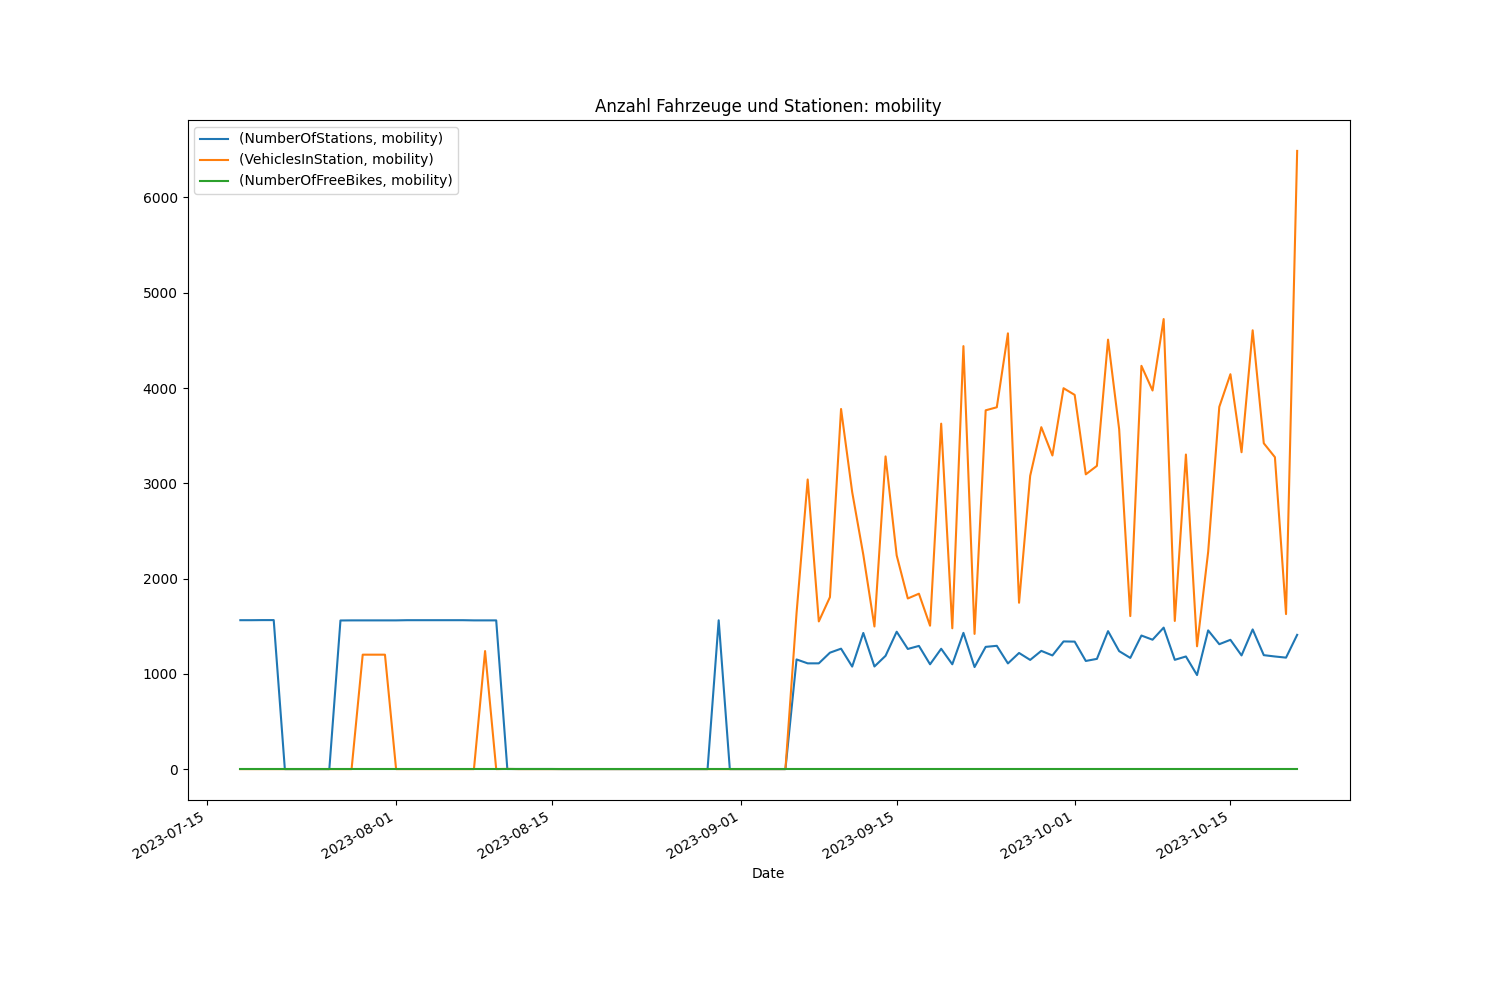 Anzahl Fahrzeuge und Stationen: mobility
(NumberOfStations, mobility)
(VehiclesInStation, mobility)
(NumberOfFreeBikes, mobility)
6000
5000
4000
3000
2000
1000
0
2023-07-15
2023-08-01
2023-08-15
2023-09-01
2023-09-15
2023-10-01
2023-10-15
Date